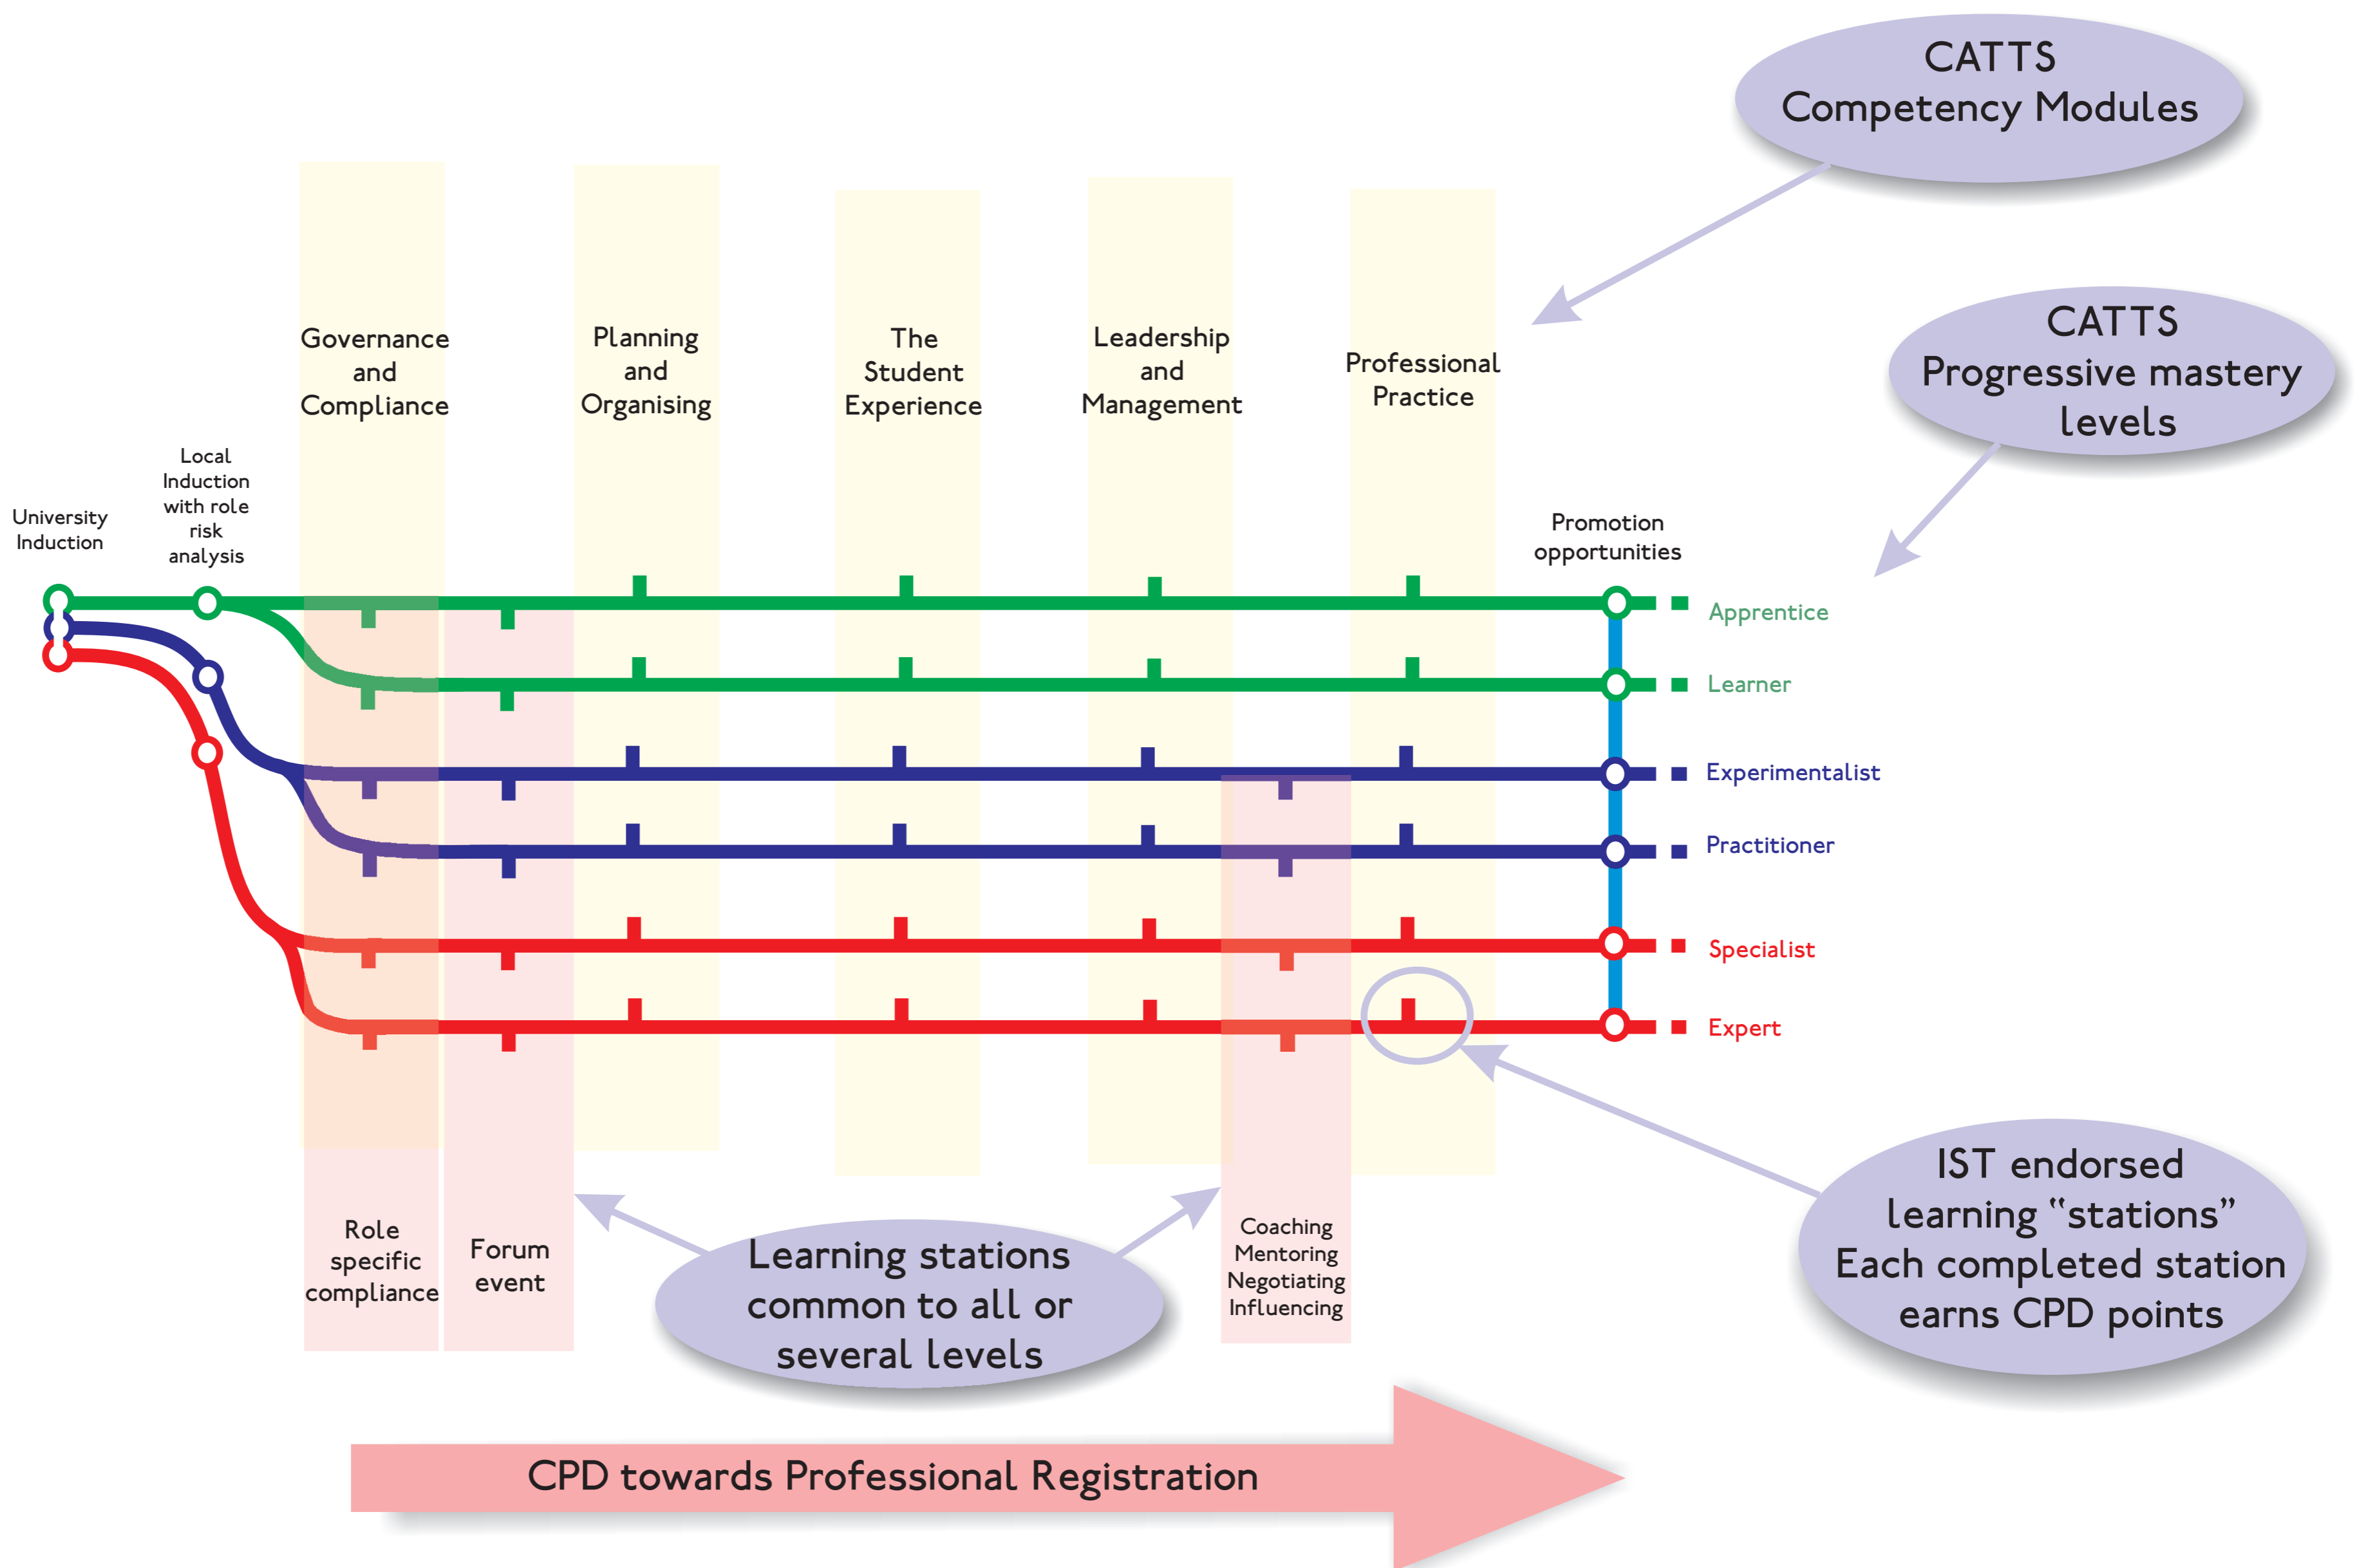 CATTS
Competency Modules
CATTS
Progressive mastery
levels
Governance
and
Compliance
Planning
and
Organising
The
Student
Experience
Leadership
and
Management
Professional
Practice
University
Induction
Local
Induction
with role
risk
analysis
Promotion
opportunities
Apprentice
Learner
Experimentalist
Practitioner
Specialist
Expert
Role
specific
compliance
Forum
event
Learning stations
common to all or
several levels
Coaching
Mentoring
Negotiating
Influencing
IST endorsed
learning “stations”
Each completed station
earns CPD points
CPD towards Professional Registration